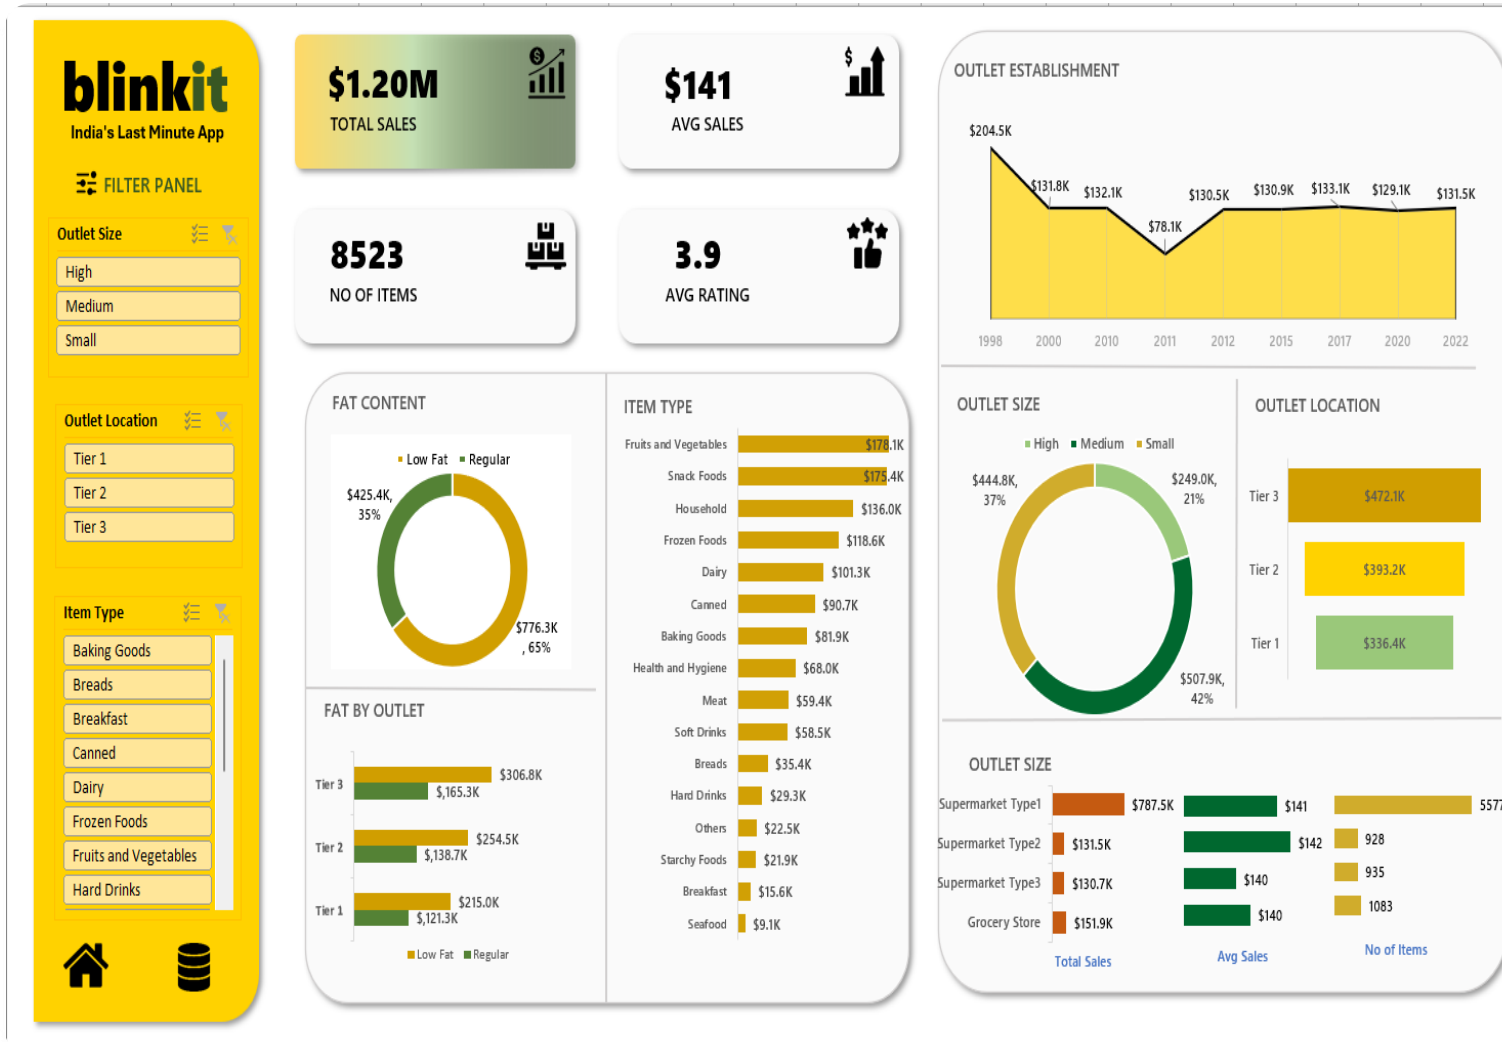 blinkit
India's Last Minute App
FILTER PANEL
Outlet Size
High
Medium
Small
Outlet Location
Tier 1
Tier 2
Tier 3
Item Type
Baking Goods
Breads
Breakfast
Canned
Dairy
Frozen Foods
Fruits and Vegetables
Hard Drinks
$1.20M
TOTAL SALES
$141
AVG SALES
8523
NO OF ITEMS
3.9
AVG RATING
FAT CONTENT
Low Fat Regular
$425.4K,
35%
$776.3K
, 65%
FAT BY OUTLET
Tier 3 $306.8K
$,165.3K
Tier 2 $254.5K
$,138.7K
Tier 1 $215.0K
$,121.3K
Low Fat Regular
ITEM TYPE
Fruits and Vegetables $178.1K
Snack Foods $175.4K
Household $136.0K
Frozen Foods $118.6K
Dairy $101.3K
Canned $90.7K
Baking Goods $81.9K
Health and Hygiene $68.0K
Meat $59.4K
Soft Drinks $58.5K
Breads $35.4K
Hard Drinks $29.3K
Others $22.5K
Starchy Foods $21.9K
Breakfast $15.6K
Seafood $9.1K
OUTLET ESTABLISHMENT
$204.5K $131.8K $132.1K $78.1K $130.5K $130.9K $133.1K $129.1K $131.5K
1998 2000 2010 2011 2012 2015 2017 2020 2022
OUTLET SIZE
High Medium Small
$444.8K,
37%
$249.0K,
21%
$507.9K,
42%
OUTLET LOCATION
Tier 3 $472.1K
Tier 2 $393.2K
Tier 1 $336.4K
OUTLET SIZE
Supermarket Type1 $787.5K $141 5577
Supermarket Type2 $131.5K $142 928
Supermarket Type3 $130.7K $140 935
Grocery Store $151.9K $140 1083
Total Sales Avg Sales No of Items